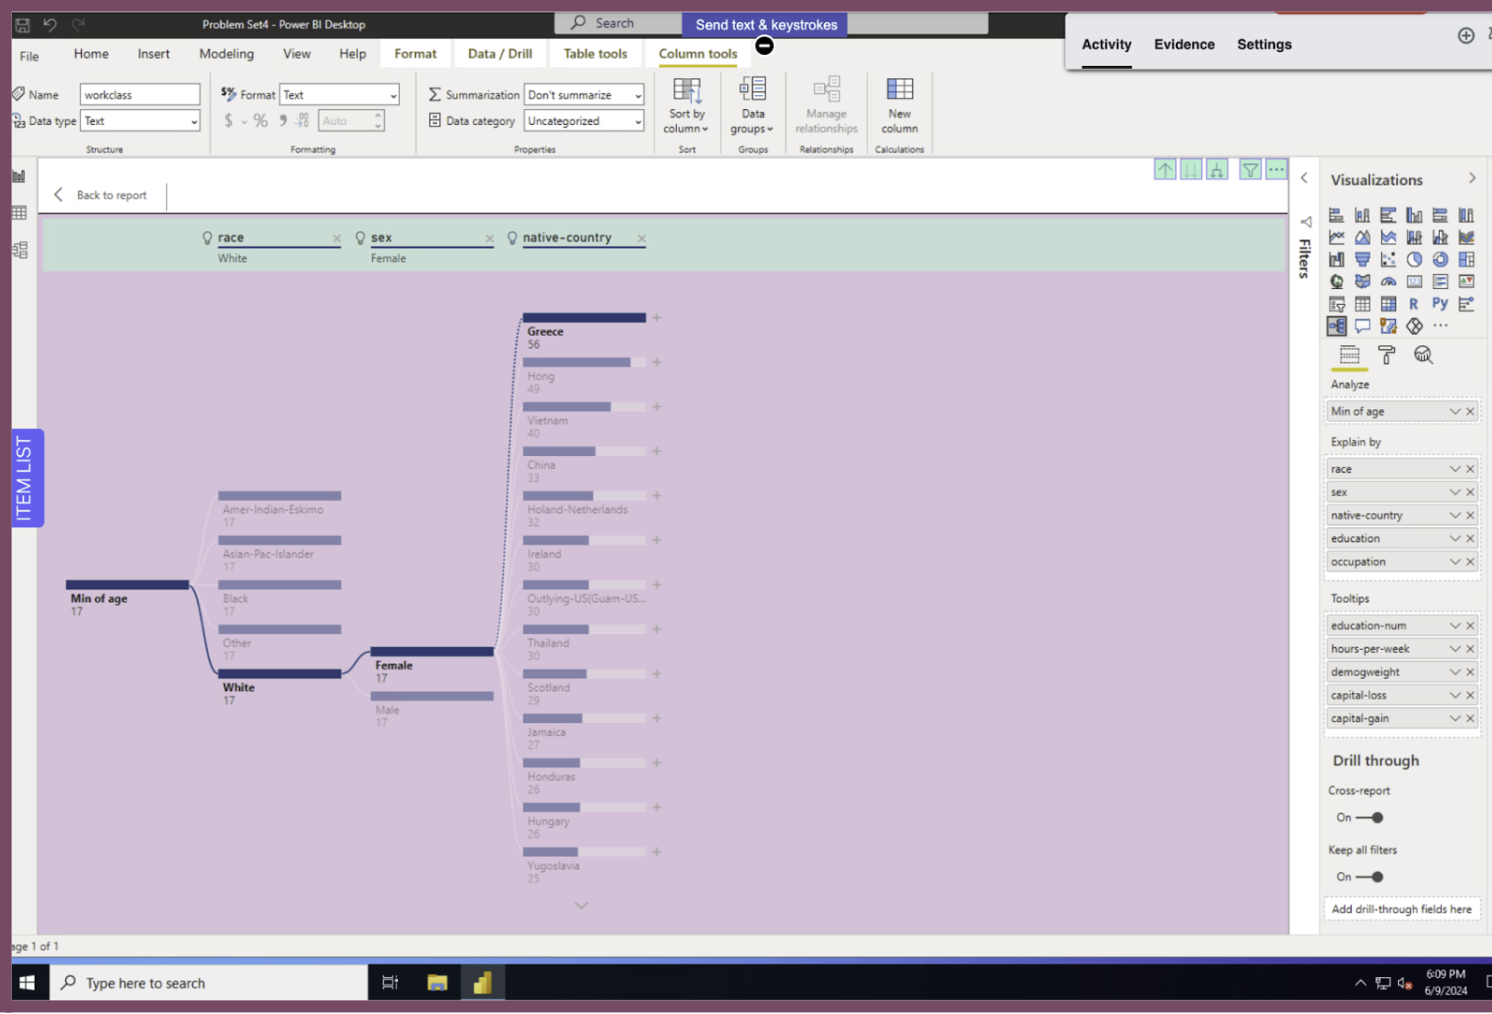 Problem Set4 - Power BI Desktop
Search
Send text & keystrokes
Activity Evidence Settings
File Home Insert Modeling View Help Format Data / Drill Table tools Column tools
Name workclass
Data type Text
Structure
Format Text
$ % Auto
Formatting
Summarization Don't summarize
Data category Uncategorized
Properties
Sort by
column
Sort
Data
groups
Groups
Manage
relationships
Relationships
New
column
Calculations
Back to report
ITEM LIST
race
White
sex
Female
native-country
Min of age
17
Amer-Indian-Eskimo
17
Asian-Pac-Islander
17
Black
17
Other
17
White
17
Female
17
Male
17
Greece
56
Hong
49
Vietnam
40
China
33
Holand-Netherlands
32
Ireland
30
Outlying-US(Guam-US...
30
Thailand
30
Scotland
29
Jamaica
27
Honduras
26
Hungary
26
Yugoslavia
25
Filters
Visualizations
R Py
Analyze
Min of age
Explain by
race
sex
native-country
education
occupation
Tooltips
education-num
hours-per-week
demogweight
capital-loss
capital-gain
Drill through
Cross-report
On
Keep all filters
On
Add drill-through fields here
age 1 of 1
Type here to search
6:09 PM
6/9/2024